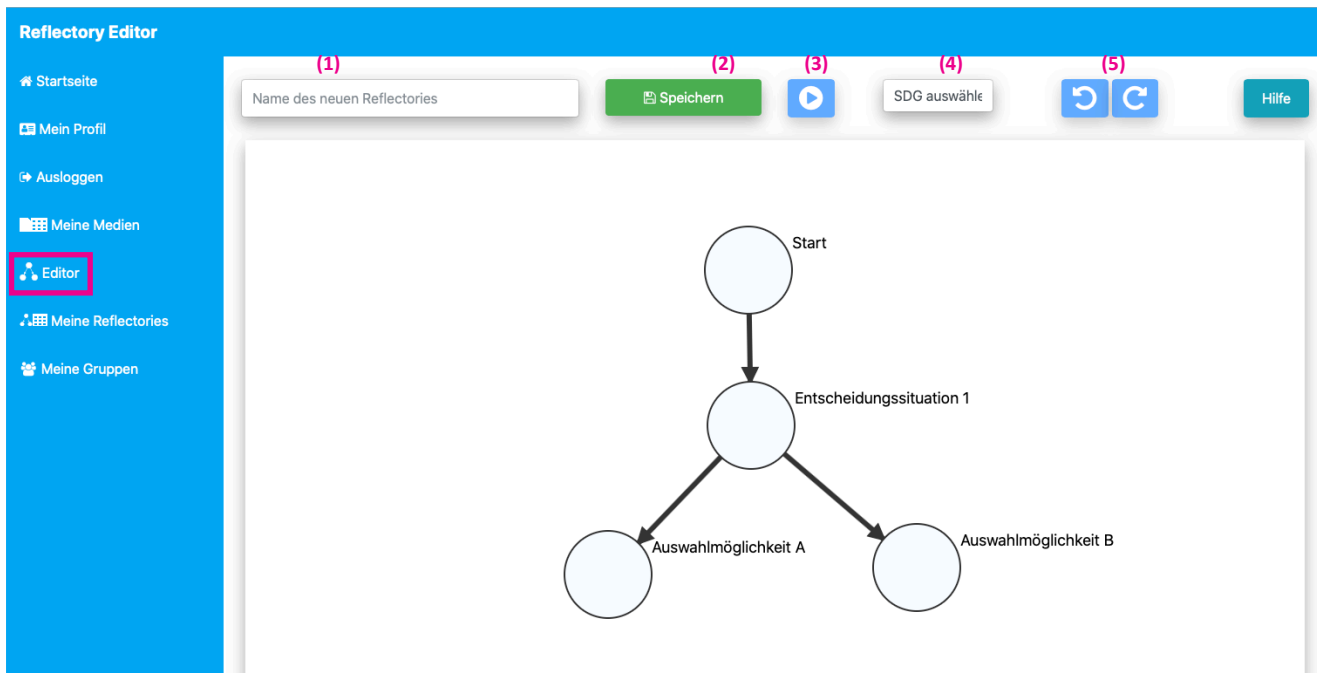 Reflectory Editor
Startseite
Mein Profil
Ausloggen
Meine Medien
Editor
Meine Reflectories
Meine Gruppen
(1) (2) (3) (4) (5)
Name des neuen Reflectories Speichern SDG auswähle Hilfe
Start
Entscheidungssituation 1
Auswahlmöglichkeit A
Auswahlmöglichkeit B